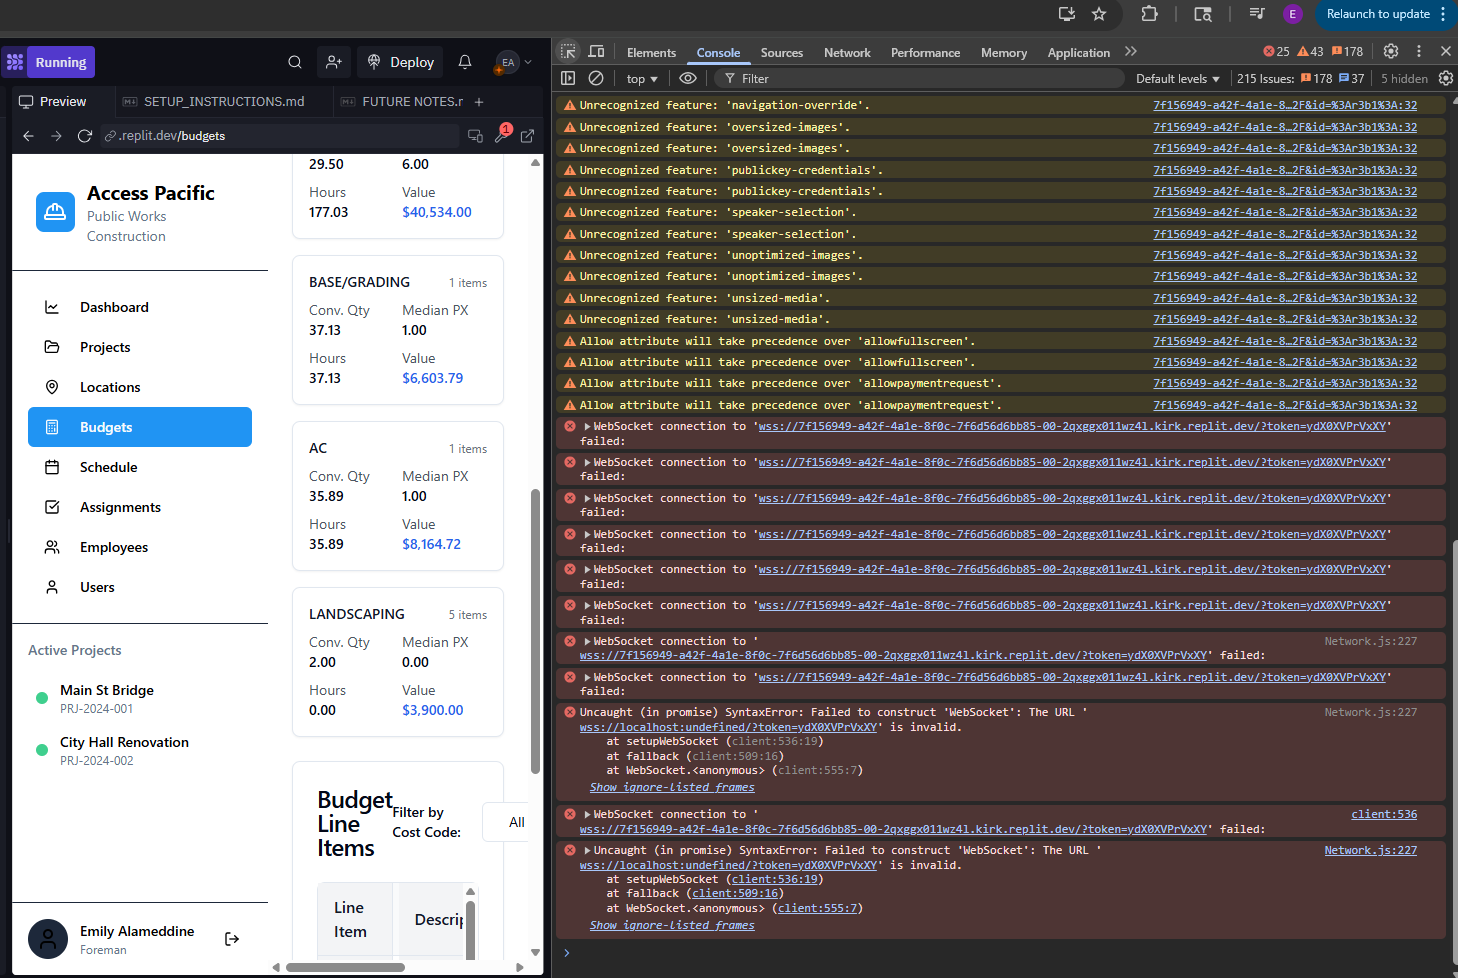 E
Relaunch to update
Running
Deploy
EA
Preview
SETUP_INSTRUCTIONS.md
FUTURE NOTES.r
.replit.dev/budgets
1
Access Pacific
Public Works
Construction
Dashboard
Projects
Locations
Budgets
Schedule
Assignments
Employees
Users
Active Projects
Main St Bridge
PRJ-2024-001
City Hall Renovation
PRJ-2024-002
Emily Alameddine
Foreman
29.50 6.00
Hours Value
177.03 $40,534.00
BASE/GRADING 1 items
Conv. Qty Median PX
37.13 1.00
Hours Value
37.13 $6,603.79
AC 1 items
Conv. Qty Median PX
35.89 1.00
Hours Value
35.89 $8,164.72
LANDSCAPING 5 items
Conv. Qty Median PX
2.00 0.00
Hours Value
0.00 $3,900.00
Budget
Line
Items
Filter by
Cost Code:
All
Line
Item
Descrip
Elements Console Sources Network Performance Memory Application 25 43 178
top Filter Default levels 215 Issues: 178 37 5 hidden
Unrecognized feature: 'navigation-override'. 7f156949-a42f-4a1e-8…2F&id=%3Ar3b1%3A:32
Unrecognized feature: 'oversized-images'. 7f156949-a42f-4a1e-8…2F&id=%3Ar3b1%3A:32
Unrecognized feature: 'oversized-images'. 7f156949-a42f-4a1e-8…2F&id=%3Ar3b1%3A:32
Unrecognized feature: 'publickey-credentials'. 7f156949-a42f-4a1e-8…2F&id=%3Ar3b1%3A:32
Unrecognized feature: 'publickey-credentials'. 7f156949-a42f-4a1e-8…2F&id=%3Ar3b1%3A:32
Unrecognized feature: 'speaker-selection'. 7f156949-a42f-4a1e-8…2F&id=%3Ar3b1%3A:32
Unrecognized feature: 'speaker-selection'. 7f156949-a42f-4a1e-8…2F&id=%3Ar3b1%3A:32
Unrecognized feature: 'unoptimized-images'. 7f156949-a42f-4a1e-8…2F&id=%3Ar3b1%3A:32
Unrecognized feature: 'unoptimized-images'. 7f156949-a42f-4a1e-8…2F&id=%3Ar3b1%3A:32
Unrecognized feature: 'unsized-media'. 7f156949-a42f-4a1e-8…2F&id=%3Ar3b1%3A:32
Unrecognized feature: 'unsized-media'. 7f156949-a42f-4a1e-8…2F&id=%3Ar3b1%3A:32
Allow attribute will take precedence over 'allowfullscreen'. 7f156949-a42f-4a1e-8…2F&id=%3Ar3b1%3A:32
Allow attribute will take precedence over 'allowfullscreen'. 7f156949-a42f-4a1e-8…2F&id=%3Ar3b1%3A:32
Allow attribute will take precedence over 'allowpaymentrequest'. 7f156949-a42f-4a1e-8…2F&id=%3Ar3b1%3A:32
Allow attribute will take precedence over 'allowpaymentrequest'. 7f156949-a42f-4a1e-8…2F&id=%3Ar3b1%3A:32
WebSocket connection to 'wss://7f156949-a42f-4a1e-8f0c-7f6d56d6bb85-00-2qxggx011wz4l.kirk.replit.dev/?token=ydX0XVPrVxXY'
failed:
WebSocket connection to 'wss://7f156949-a42f-4a1e-8f0c-7f6d56d6bb85-00-2qxggx011wz4l.kirk.replit.dev/?token=ydX0XVPrVxXY'
failed:
WebSocket connection to 'wss://7f156949-a42f-4a1e-8f0c-7f6d56d6bb85-00-2qxggx011wz4l.kirk.replit.dev/?token=ydX0XVPrVxXY'
failed:
WebSocket connection to 'wss://7f156949-a42f-4a1e-8f0c-7f6d56d6bb85-00-2qxggx011wz4l.kirk.replit.dev/?token=ydX0XVPrVxXY'
failed:
WebSocket connection to 'wss://7f156949-a42f-4a1e-8f0c-7f6d56d6bb85-00-2qxggx011wz4l.kirk.replit.dev/?token=ydX0XVPrVxXY'
failed:
WebSocket connection to 'wss://7f156949-a42f-4a1e-8f0c-7f6d56d6bb85-00-2qxggx011wz4l.kirk.replit.dev/?token=ydX0XVPrVxXY'
failed:
WebSocket connection to ' Network.js:227
wss://7f156949-a42f-4a1e-8f0c-7f6d56d6bb85-00-2qxggx011wz4l.kirk.replit.dev/?token=ydX0XVPrVxXY' failed:
WebSocket connection to 'wss://7f156949-a42f-4a1e-8f0c-7f6d56d6bb85-00-2qxggx011wz4l.kirk.replit.dev/?token=ydX0XVPrVxXY'
failed:
Uncaught (in promise) SyntaxError: Failed to construct 'WebSocket': The URL ' Network.js:227
wss://localhost:undefined/?token=ydX0XVPrVxXY' is invalid.
at setupWebSocket (client:536:19)
at fallback (client:509:16)
at WebSocket.<anonymous> (client:555:7)
Show ignore-listed frames
WebSocket connection to ' client:536
wss://7f156949-a42f-4a1e-8f0c-7f6d56d6bb85-00-2qxggx011wz4l.kirk.replit.dev/?token=ydX0XVPrVxXY' failed:
Uncaught (in promise) SyntaxError: Failed to construct 'WebSocket': The URL ' Network.js:227
wss://localhost:undefined/?token=ydX0XVPrVxXY' is invalid.
at setupWebSocket (client:536:19)
at fallback (client:509:16)
at WebSocket.<anonymous> (client:555:7)
Show ignore-listed frames